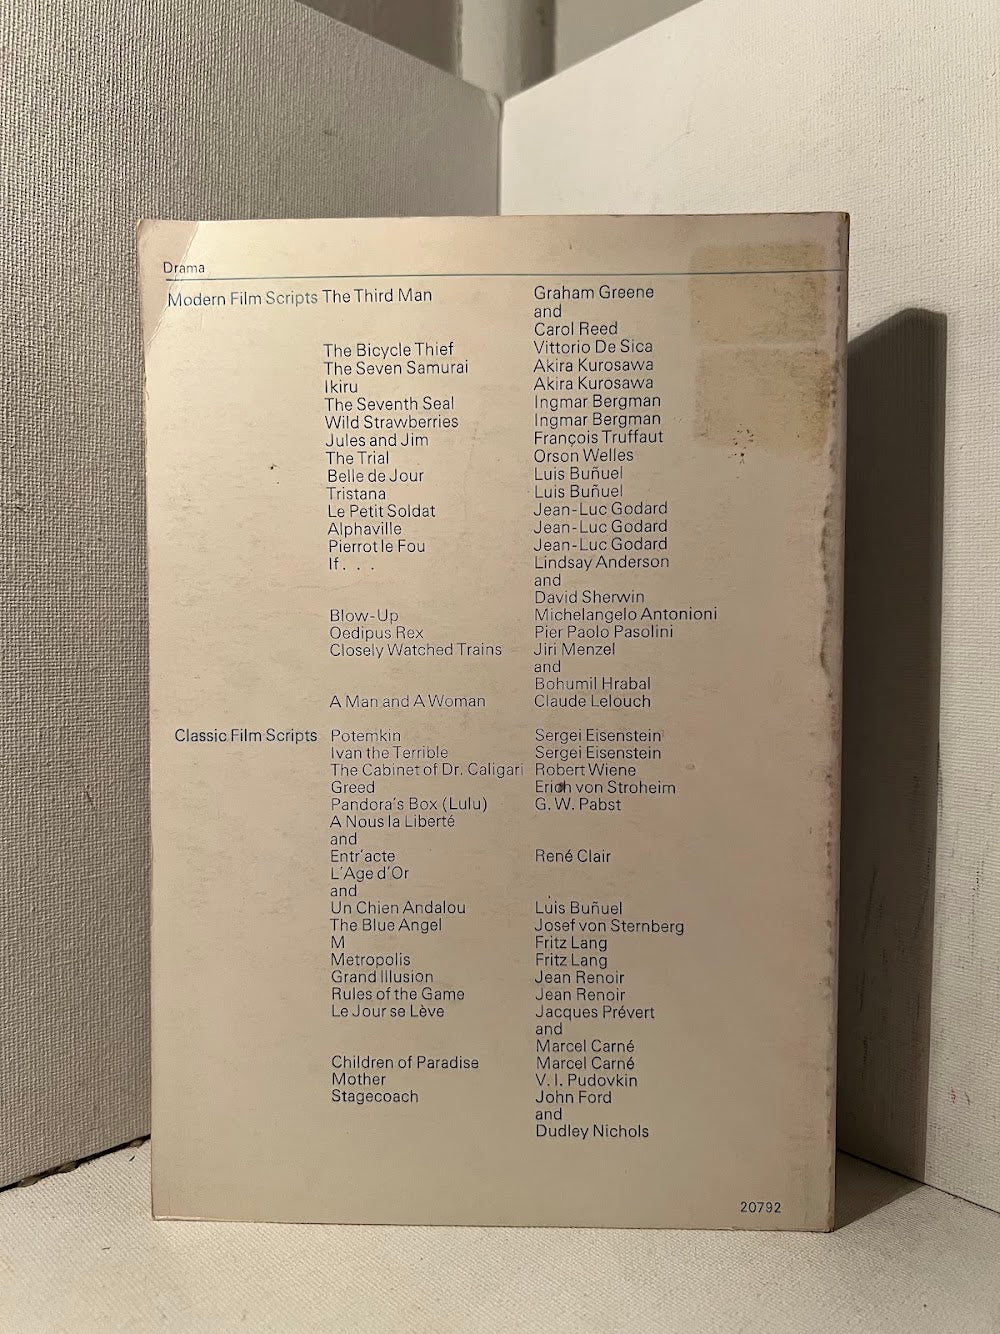 Drama
Modern Film Scripts The Third Man Graham Greene
and
Carol Reed
The Bicycle Thief Vittorio De Sica
The Seven Samurai Akira Kurosawa
Ikiru Akira Kurosawa
The Seventh Seal Ingmar Bergman
Wild Strawberries Ingmar Bergman
Jules and Jim François Truffaut
The Trial Orson Welles
Belle de Jour Luis Buñuel
Tristana Luis Buñuel
Le Petit Soldat Jean-Luc Godard
Alphaville Jean-Luc Godard
Pierrot le Fou Jean-Luc Godard
If. . . Lindsay Anderson
and
David Sherwin
Blow-Up Michelangelo Antonioni
Oedipus Rex Pier Paolo Pasolini
Closely Watched Trains Jiri Menzel
and
Bohumil Hrabal
A Man and A Woman Claude Lelouch
Classic Film Scripts Potemkin Sergei Eisenstein
Ivan the Terrible Sergei Eisenstein
The Cabinet of Dr. Caligari Robert Wiene
Greed Erich von Stroheim
Pandora's Box (Lulu) G. W. Pabst
A Nous la Liberté
and
Entr'acte René Clair
L'Age d'Or
and
Un Chien Andalou Luis Buñuel
The Blue Angel Josef von Sternberg
M Fritz Lang
Metropolis Fritz Lang
Grand Illusion Jean Renoir
Rules of the Game Jean Renoir
Le Jour se Lève Jacques Prévert
and
Marcel Carné
Children of Paradise Marcel Carné
Mother V. I. Pudovkin
Stagecoach John Ford
and
Dudley Nichols
20792